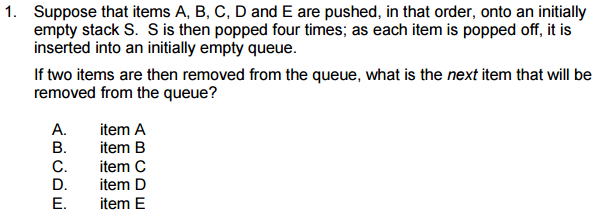 1. Suppose that items A, B, C, D and E are pushed, in that order, onto an initially
empty stack S. S is then popped four times; as each item is popped off, it is
inserted into an initially empty queue.
If two items are then removed from the queue, what is the next item that will be
removed from the queue?
A. item A
B. item B
C. item C
D. item D
E. item E